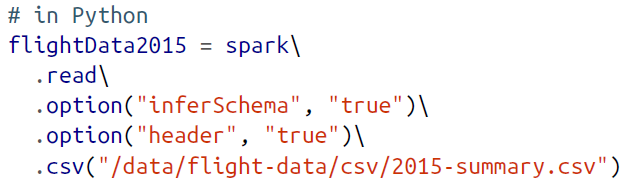 # in Python
flightData2015 = spark\
  .read\
  .option("inferSchema", "true")\
  .option("header", "true")\
  .csv("/data/flight-data/csv/2015-summary.csv")